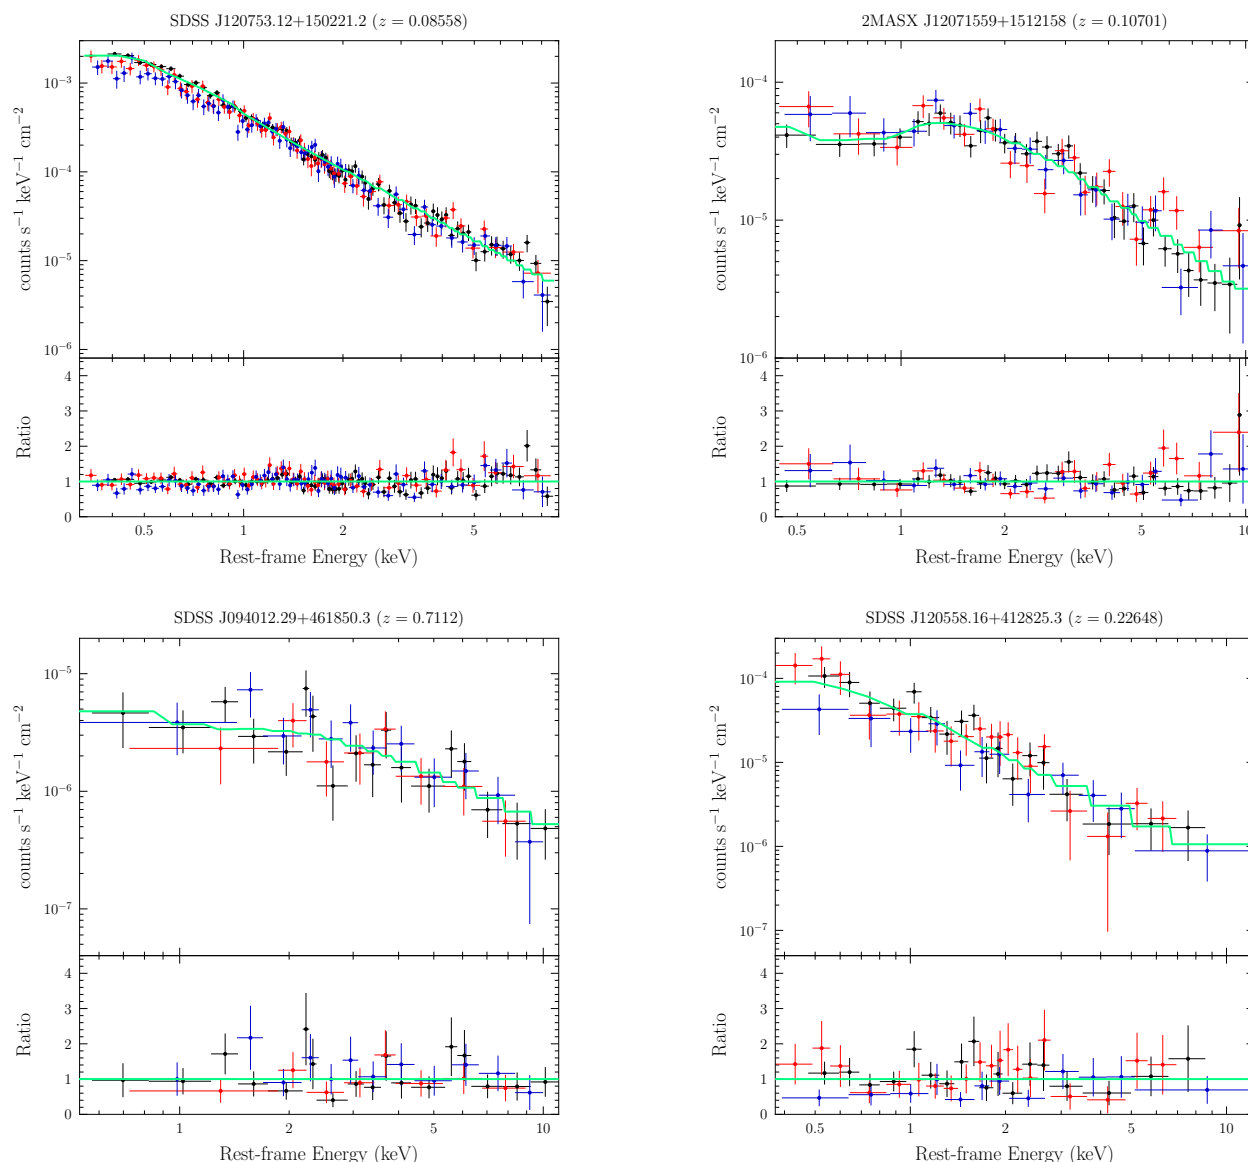 SDSS J120753.12+150221.2 (z = 0.08558)
10⁻³
10⁻⁴
10⁻⁵
10⁻⁶
counts s⁻¹ keV⁻¹ cm⁻²
4
3
2
1
0
Ratio
0.5 1 2 5
Rest-frame Energy (keV)
2MASX J12071559+1512158 (z = 0.10701)
10⁻⁴
10⁻⁵
10⁻⁶
counts s⁻¹ keV⁻¹ cm⁻²
4
3
2
1
0
Ratio
0.5 1 2 5 10
Rest-frame Energy (keV)
SDSS J094012.29+461850.3 (z = 0.7112)
10⁻⁵
10⁻⁶
10⁻⁷
counts s⁻¹ keV⁻¹ cm⁻²
4
3
2
1
0
Ratio
1 2 5 10
Rest-frame Energy (keV)
SDSS J120558.16+412825.3 (z = 0.22648)
10⁻⁴
10⁻⁵
10⁻⁶
10⁻⁷
counts s⁻¹ keV⁻¹ cm⁻²
4
3
2
1
0
Ratio
0.5 1 2 5 10
Rest-frame Energy (keV)